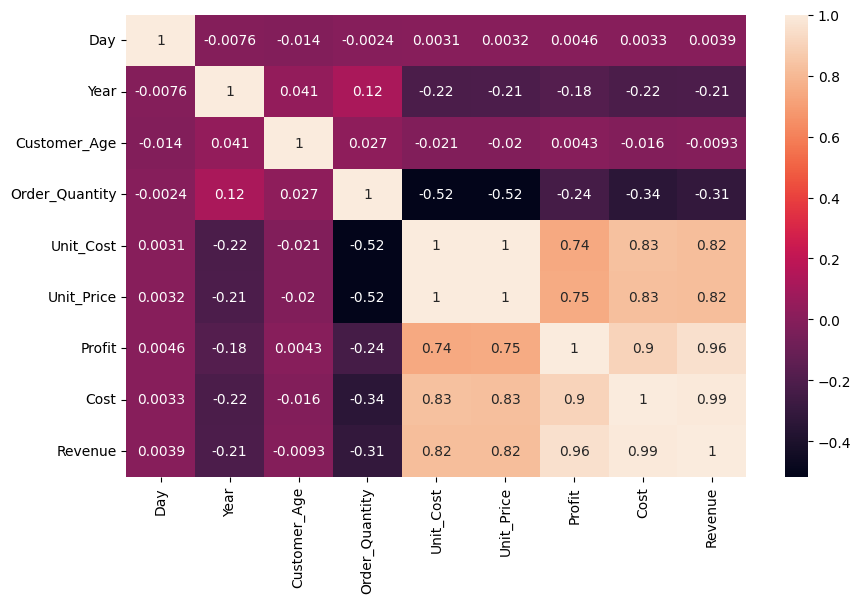 Day 1 -0.0076 -0.014 -0.0024 0.0031 0.0032 0.0046 0.0033 0.0039
Year -0.0076 1 0.041 0.12 -0.22 -0.21 -0.18 -0.22 -0.21
Customer_Age -0.014 0.041 1 0.027 -0.021 -0.02 0.0043 -0.016 -0.0093
Order_Quantity -0.0024 0.12 0.027 1 -0.52 -0.52 -0.24 -0.34 -0.31
Unit_Cost 0.0031 -0.22 -0.021 -0.52 1 1 0.74 0.83 0.82
Unit_Price 0.0032 -0.21 -0.02 -0.52 1 1 0.75 0.83 0.82
Profit 0.0046 -0.18 0.0043 -0.24 0.74 0.75 1 0.9 0.96
Cost 0.0033 -0.22 -0.016 -0.34 0.83 0.83 0.9 1 0.99
Revenue 0.0039 -0.21 -0.0093 -0.31 0.82 0.82 0.96 0.99 1
Day Year Customer_Age Order_Quantity Unit_Cost Unit_Price Profit Cost Revenue
1.0
0.8
0.6
0.4
0.2
0.0
−0.2
−0.4